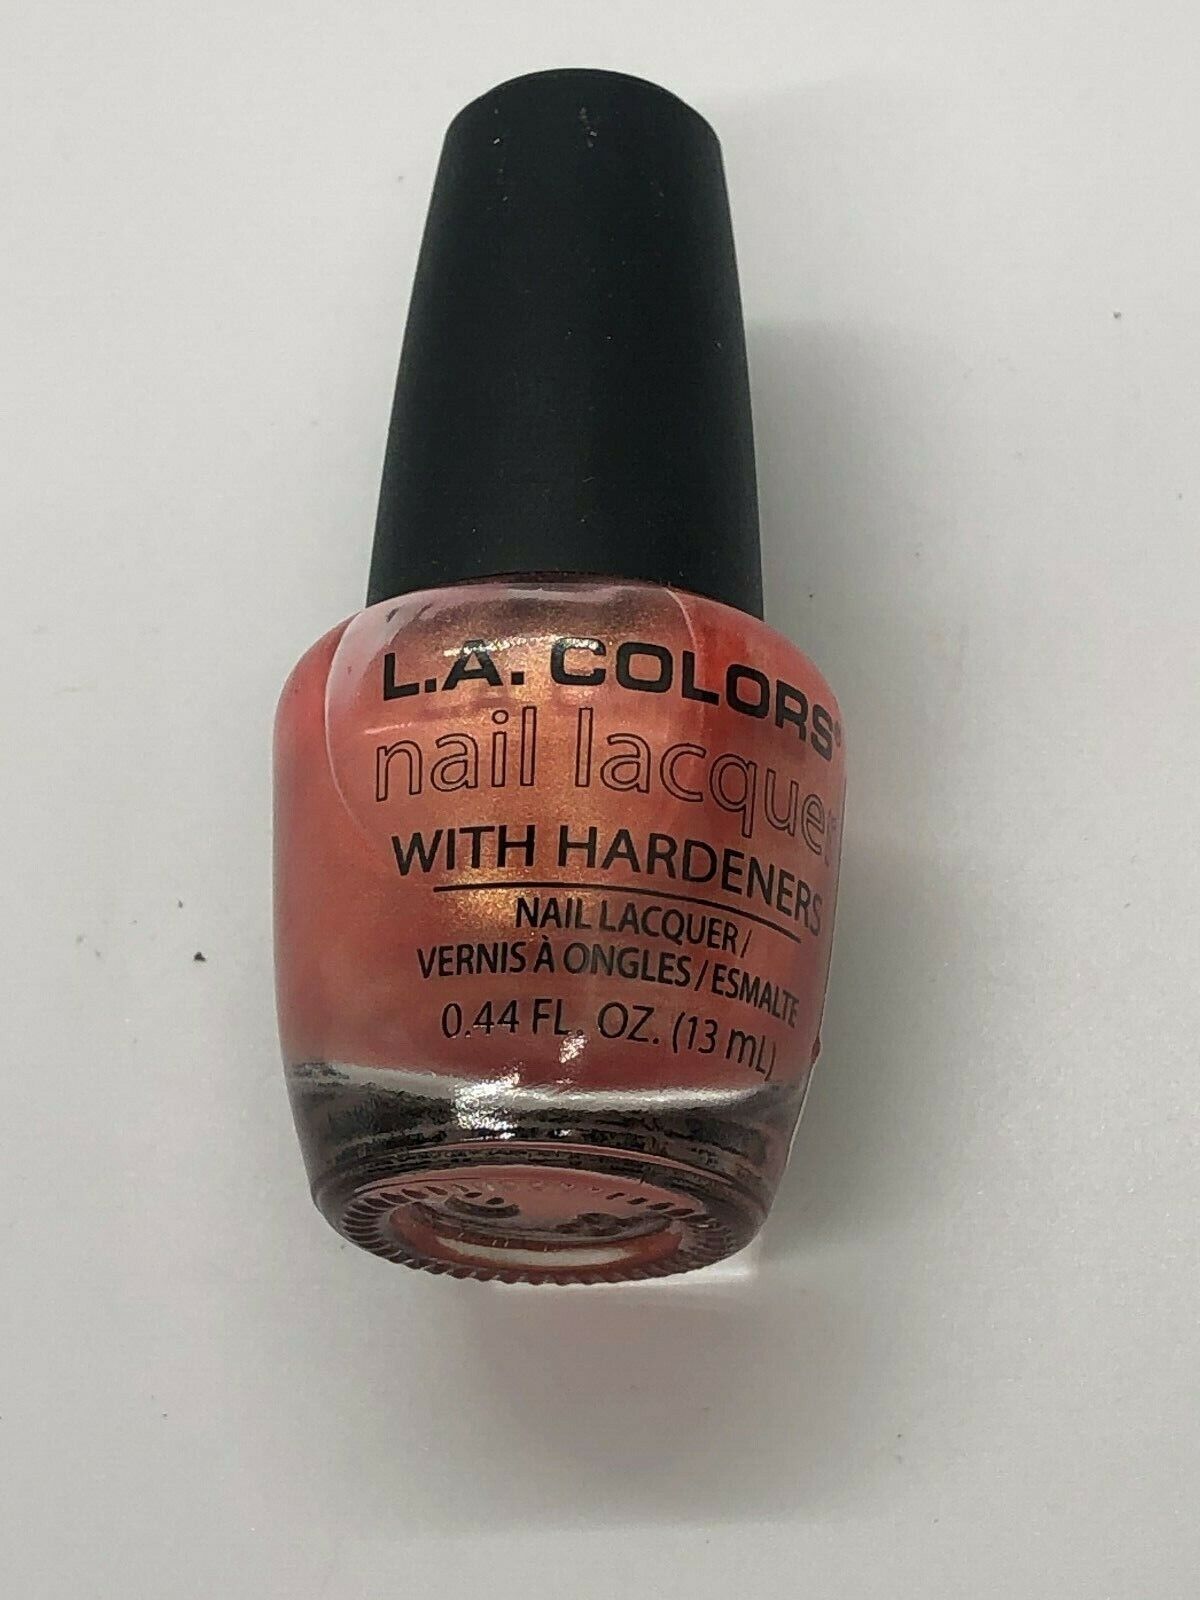 L.A. COLORS®
nail lacquer
WITH HARDENERS
NAIL LACQUER /
VERNIS À ONGLES / ESMALTE
0.44 FL. OZ. (13 mL)